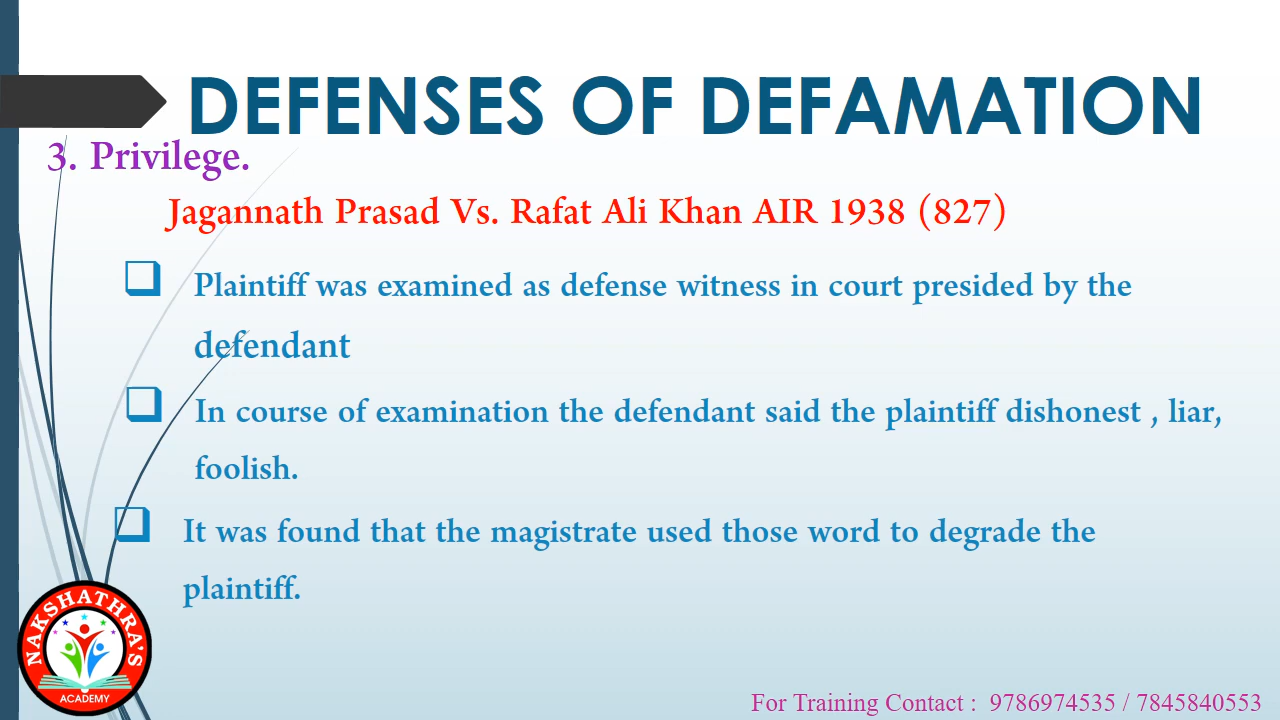 DEFENSES OF DEFAMATION
3. Privilege.
Jagannath Prasad Vs. Rafat Ali Khan AIR 1938 (827)
Plaintiff was examined as defense witness in court presided by the
defendant
In course of examination the defendant said the plaintiff dishonest , liar,
foolish.
It was found that the magistrate used those word to degrade the
plaintiff.
NAKSHATHRA'S
ACADEMY
For Training Contact : 9786974535 / 7845840553